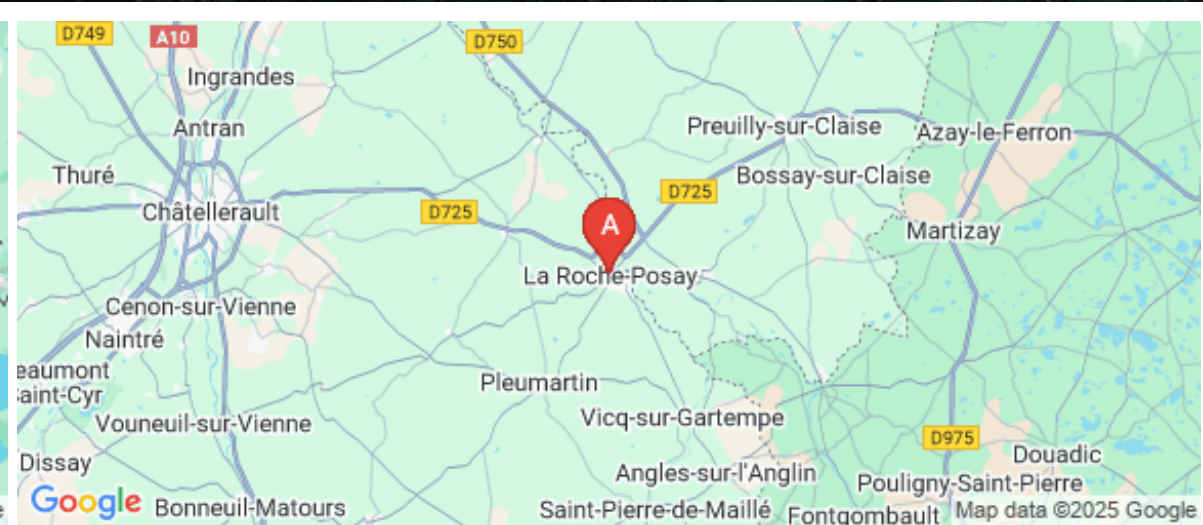 D749
A10
D750
Ingrandes
Antran
Preuilly-sur-Claise
Azay-le-Ferron
Thuré
Bossay-sur-Claise
D725
Châtellerault
D725
A
Martizay
La Roche-Posay
Cenon-sur-Vienne
Naintré
eaumont
Saint-Cyr
Pleumartin
Vouneuil-sur-Vienne
Vicq-sur-Gartempe
D975
Dissay
Douadic
Angles-sur-l'Anglin
Pouligny-Saint-Pierre
Google
Bonneuil-Matours
Saint-Pierre-de-Maillé
Fontgombault
Map data ©2025 Google